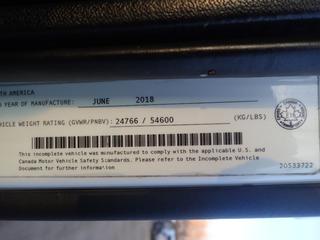 TH AMERICA
YEAR OF MANUFACTURE: JUNE 2018
HICLE WEIGHT RATING (GVWR/PNBV): 24766 / 54600 (KG/LBS)
This incomplete vehicle was manufactured to comply with the applicable U.S. and
Canada Motor Vehicle Safety Standards. Please refer to the Incomplete Vehicle
Document for further information
20533722